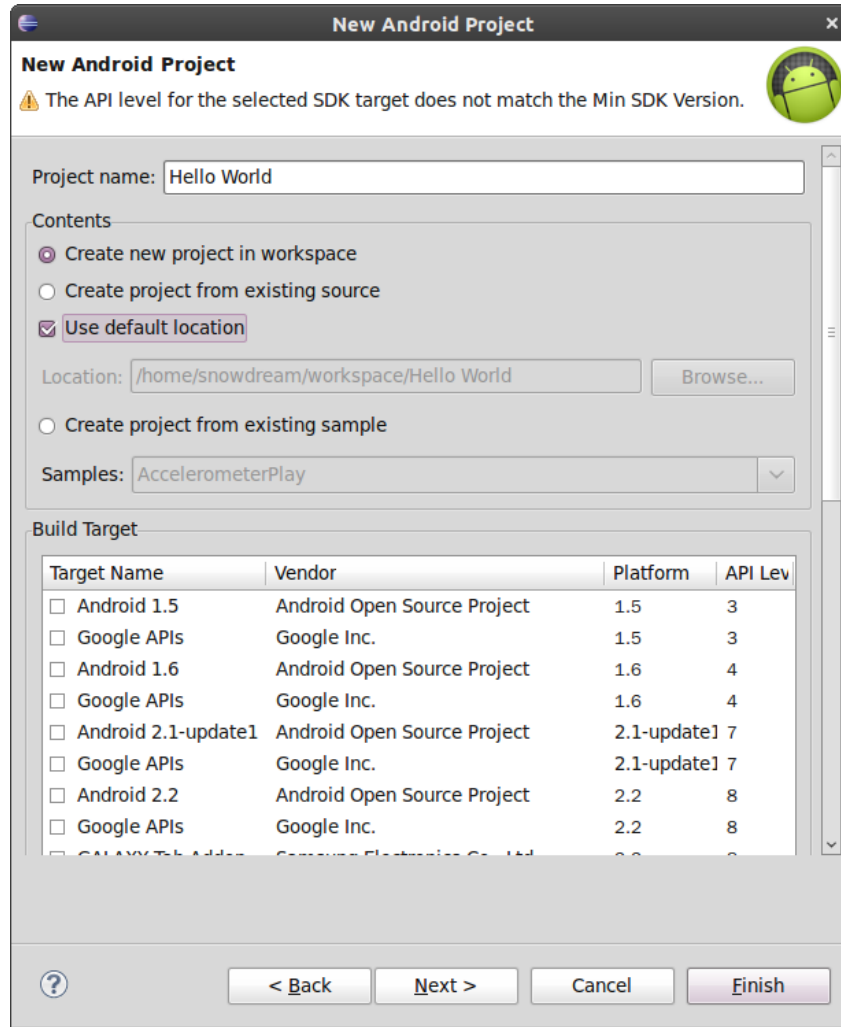 New Android Project
New Android Project
The API level for the selected SDK target does not match the Min SDK Version.
Project name: Hello World
Contents
Create new project in workspace
Create project from existing source
Use default location
Location: /home/snowdream/workspace/Hello World Browse...
Create project from existing sample
Samples: AccelerometerPlay
Build Target
Target Name Vendor Platform API Lev
Android 1.5 Android Open Source Project 1.5 3
Google APIs Google Inc. 1.5 3
Android 1.6 Android Open Source Project 1.6 4
Google APIs Google Inc. 1.6 4
Android 2.1-update1 Android Open Source Project 2.1-update1 7
Google APIs Google Inc. 2.1-update1 7
Android 2.2 Android Open Source Project 2.2 8
Google APIs Google Inc. 2.2 8
< Back Next > Cancel Finish